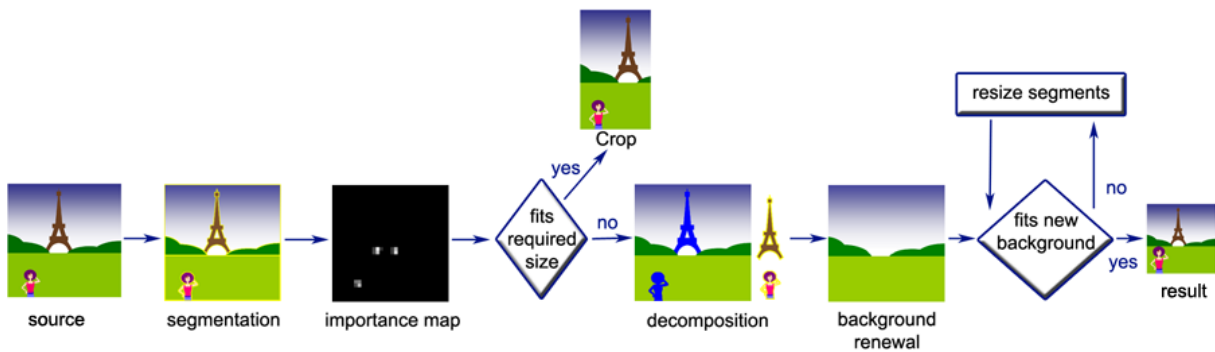 source
segmentation
importance map
fits
required
size
yes
Crop
no
decomposition
background
renewal
resize segments
fits new
background
no
yes
result